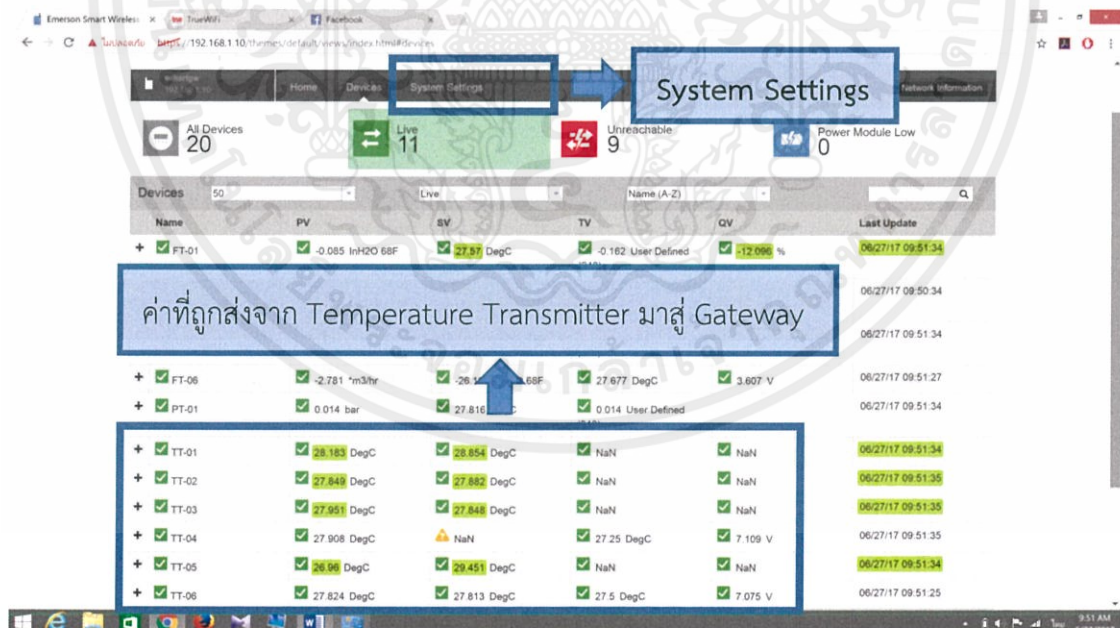 Emerson Smart Wireless × TrueWiFi × Facebook ×
ไม่ปลอดภัย https://192.168.1.10/themes/default/views/index.html#devices
Home Devices System Settings System Settings Network Information
All Devices 20 Live 11 Unreachable 9 Power Module Low 0
Devices 50 Live Name (A-Z)
Name PV SV TV QV Last Update
+ FT-01 -0.085 InH2O 68F 27.57 DegC -0.162 User Defined -12.096 % 06/27/17 09:51:34
06/27/17 09:50:34
ค่าที่ถูกส่งจาก Temperature Transmitter มาสู่ Gateway
06/27/17 09:51:34
+ FT-06 -2.781 *m3/hr 68F 27.677 DegC 3.607 V 06/27/17 09:51:27
+ PT-01 0.014 bar 27.816 0.014 User Defined 06/27/17 09:51:34
+ TT-01 28.183 DegC 28.854 DegC NaN NaN 06/27/17 09:51:34
+ TT-02 27.849 DegC 27.882 DegC NaN NaN 06/27/17 09:51:35
+ TT-03 27.951 DegC 27.848 DegC NaN NaN 06/27/17 09:51:35
+ TT-04 27.908 DegC NaN 27.25 DegC 7.109 V 06/27/17 09:51:35
+ TT-05 26.96 DegC 29.451 DegC NaN NaN 06/27/17 09:51:34
+ TT-06 27.824 DegC 27.813 DegC 27.5 DegC 7.075 V 06/27/17 09:51:25
9:51 AM